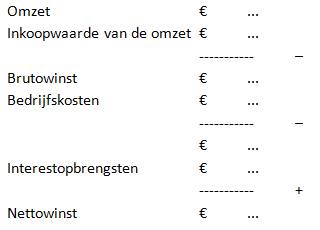 Omzet € ...
Inkoopwaarde van de omzet € ...
----------- –
Brutowinst € ...
Bedrijfskosten € ...
----------- –
€ ...
Interestopbrengsten € ...
----------- +
Nettowinst € ...